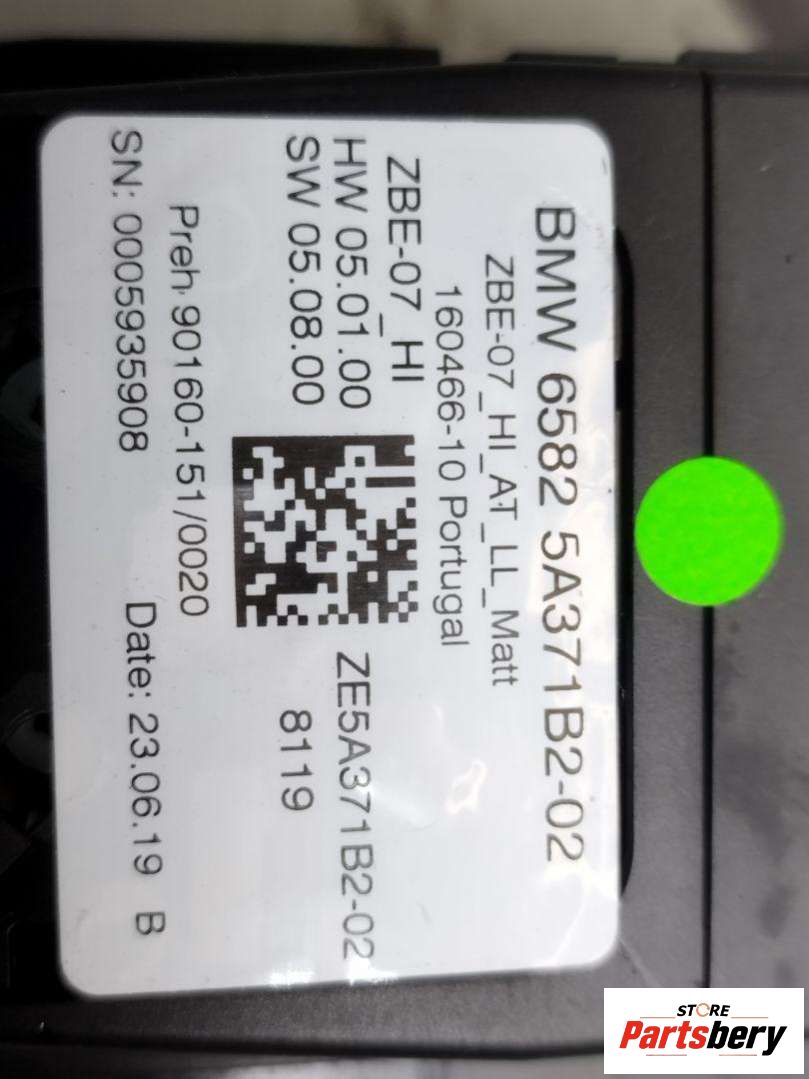 BMW 6582 5A371B2-02
ZBE-07_HI_AT_LL_Matt
160466-10 Portugal
ZBE-07_HI
HW 05.01.00
SW 05.08.00
ZE5A371B2-02
8119
Preh 90160-151/0020
SN: 0005935908
Date: 23.06.19 B
STORE
Partsbery